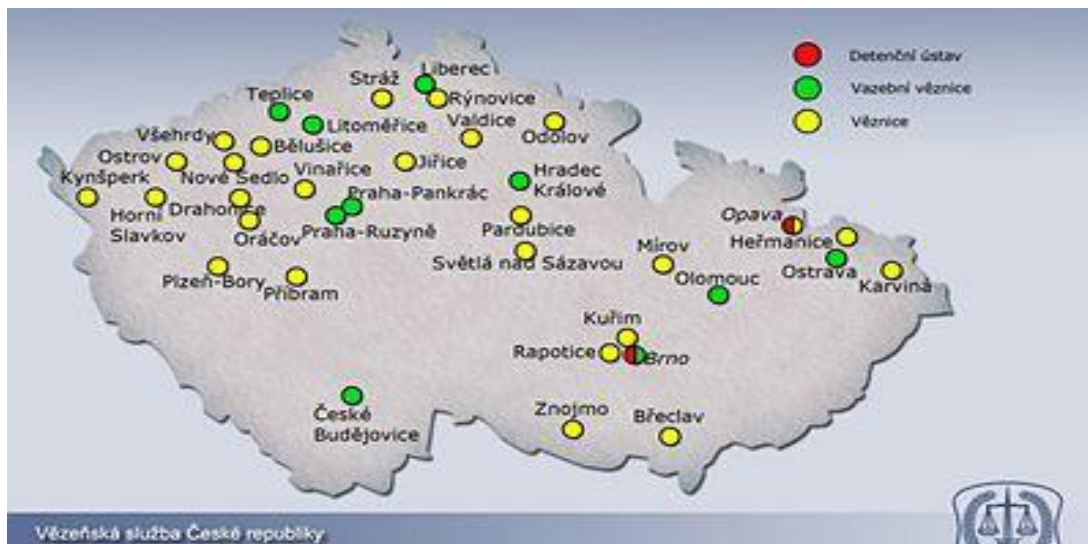 Detenční ústav
Vazební věznice
Věznice
Liberec
Stráž
Rýnovice
Teplice
Litoměřice
Valdice
Odolov
Všehrdy
Bělušice
Ostrov
Nové Sedlo
Vinařice
Jiřice
Kynšperk
Hradec
Králové
Praha-Pankrác
Horní
Slavkov
Drahonice
Oráčov
Praha-Ruzyně
Pardubice
Opava
Heřmanice
Mírov
Světlá nad Sázavou
Ostrava
Karviná
Plzeň-Bory
Příbram
Olomouc
Kuřim
Rapotice
Brno
České
Budějovice
Znojmo
Břeclav
Vězeňská služba České republiky